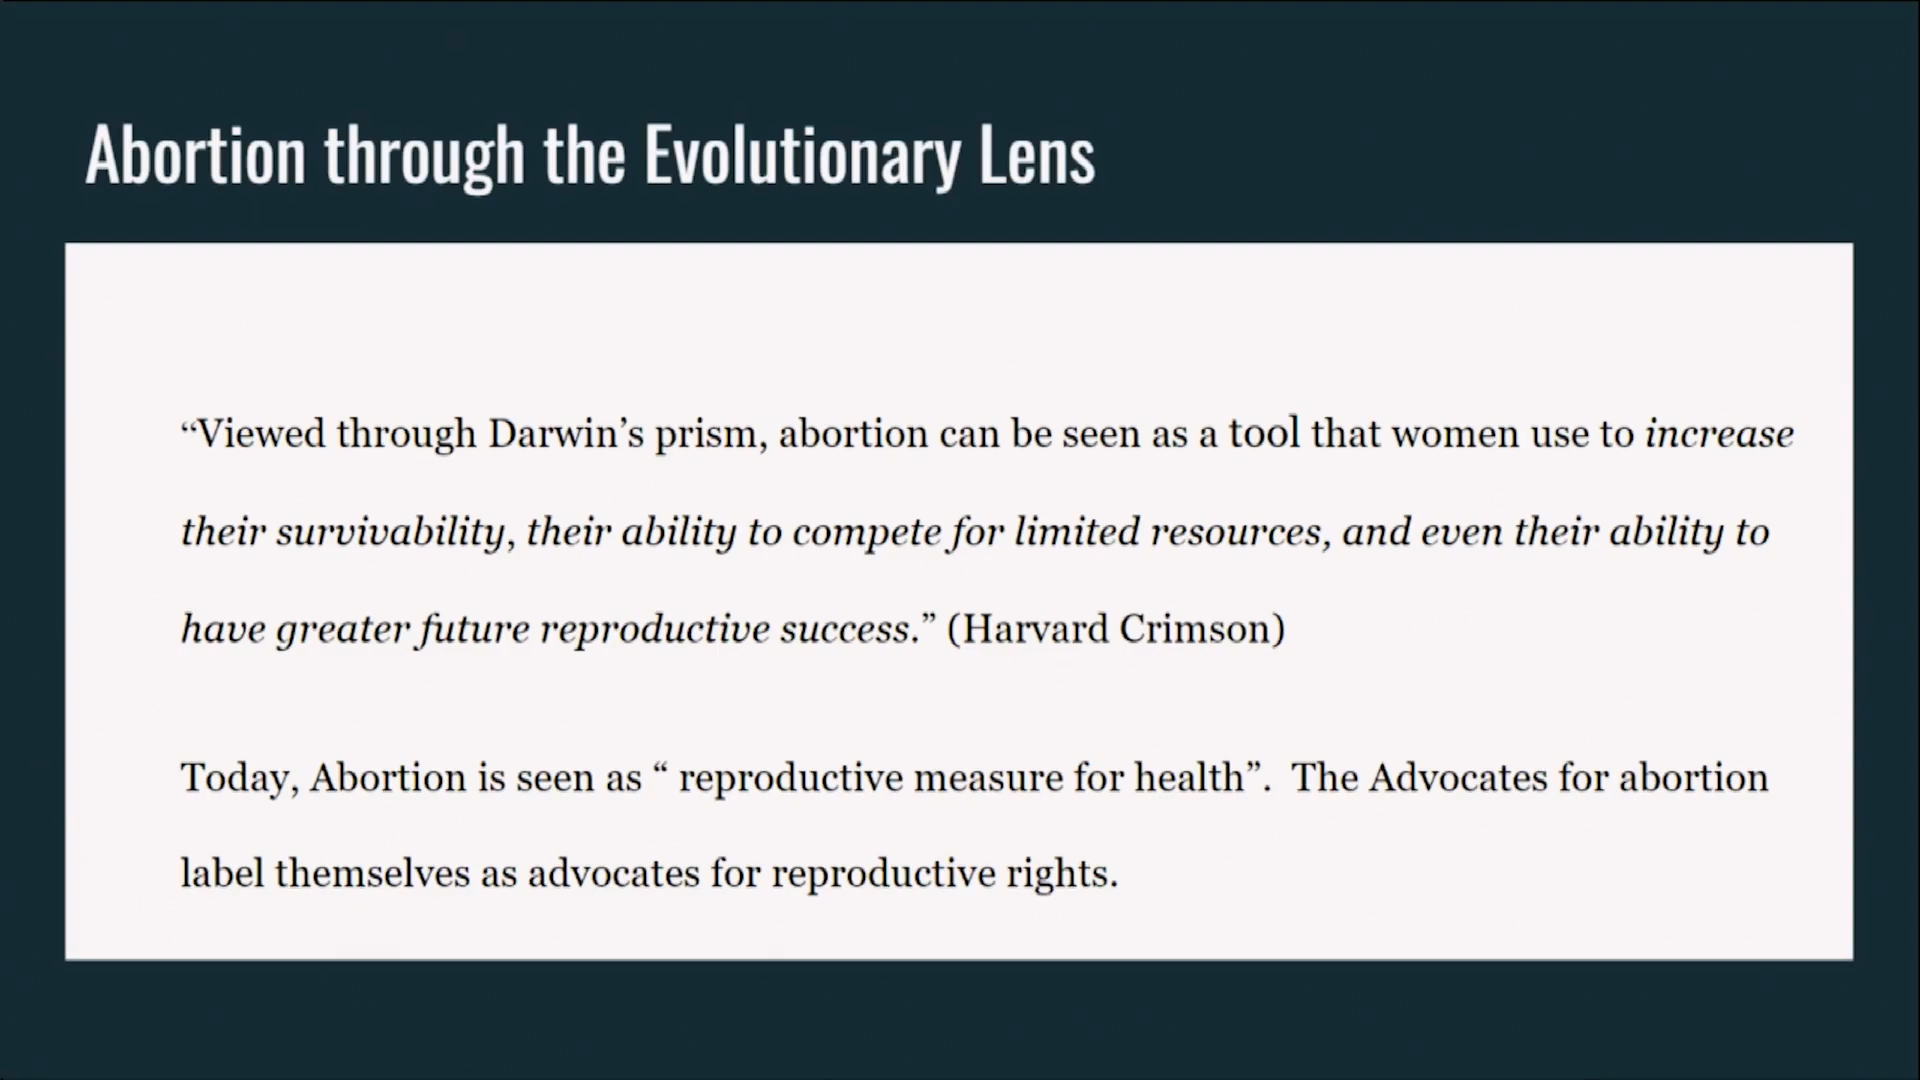 Abortion through the Evolutionary Lens
“Viewed through Darwin’s prism, abortion can be seen as a tool that women use to increase
their survivability, their ability to compete for limited resources, and even their ability to
have greater future reproductive success.” (Harvard Crimson)
Today, Abortion is seen as “ reproductive measure for health”.  The Advocates for abortion
label themselves as advocates for reproductive rights.